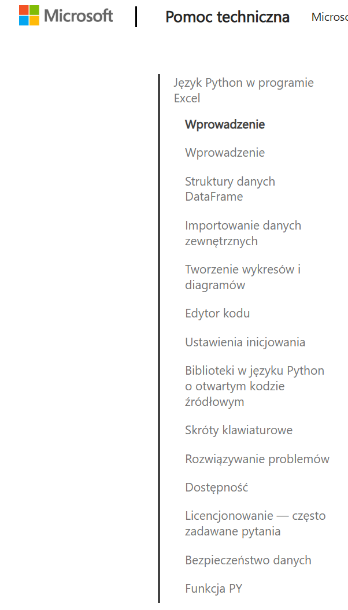 Microsoft
Pomoc techniczna
Język Python w programie
Excel
Wprowadzenie
Wprowadzenie
Struktury danych
DataFrame
Importowanie danych
zewnętrznych
Tworzenie wykresów i
diagramów
Edytor kodu
Ustawienia inicjowania
Biblioteki w języku Python
o otwartym kodzie
źródłowym
Skróty klawiaturowe
Rozwiązywanie problemów
Dostępność
Licencjonowanie — często
zadawane pytania
Bezpieczeństwo danych
Funkcja PY